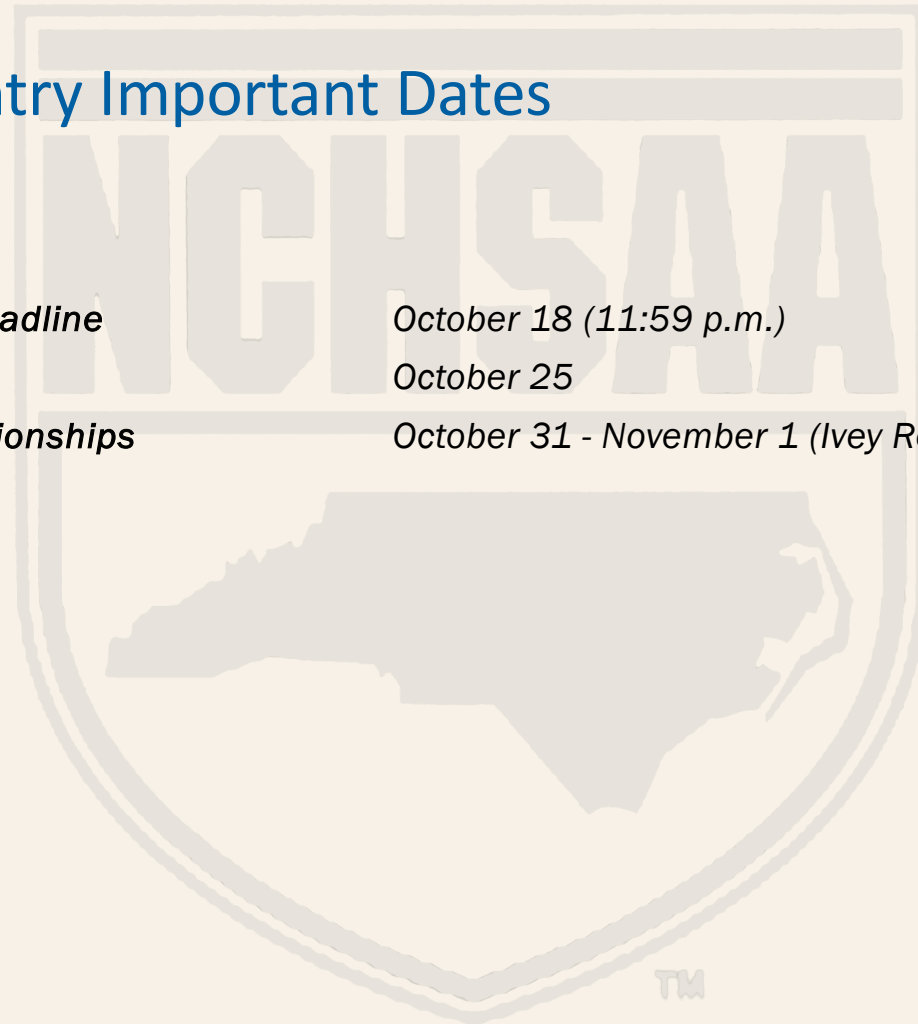 ntry Important Dates
NCHSAA
adline October 18 (11:59 p.m.)
October 25
ionships October 31 - November 1 (Ivey R
TM